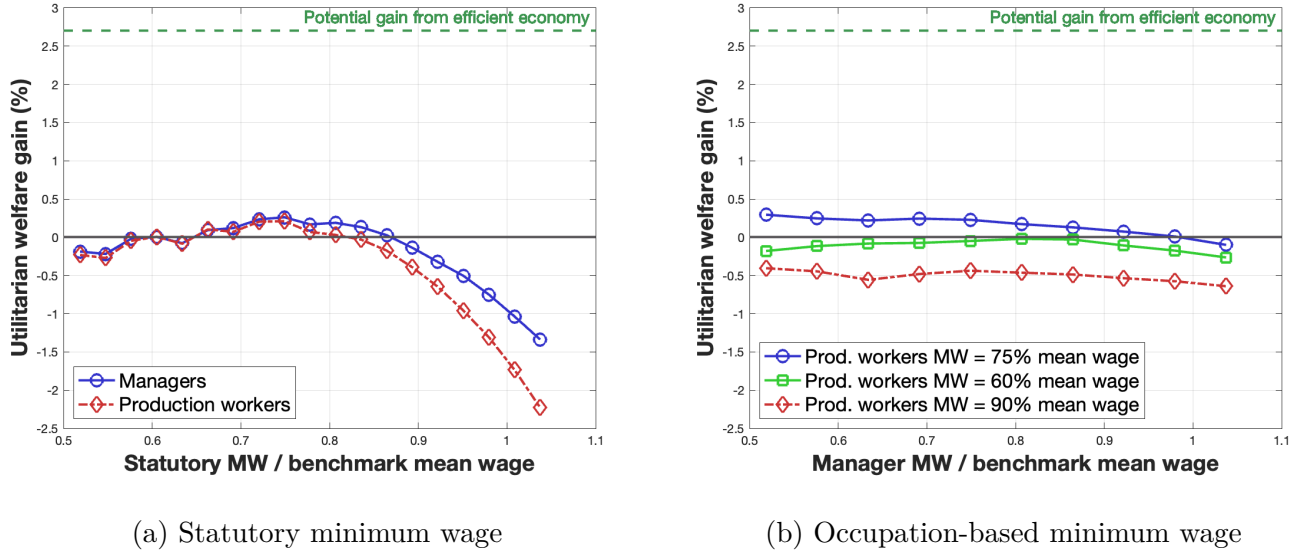 Potential gain from efficient economy
Utilitarian welfare gain (%)
3
2.5
2
1.5
1
0.5
0
-0.5
-1
-1.5
-2
-2.5
Managers
Production workers
0.5 0.6 0.7 0.8 0.9 1 1.1
Statutory MW / benchmark mean wage
(a) Statutory minimum wage
Potential gain from efficient economy
Utilitarian welfare gain (%)
3
2.5
2
1.5
1
0.5
0
-0.5
-1
-1.5
-2
-2.5
Prod. workers MW = 75% mean wage
Prod. workers MW = 60% mean wage
Prod. workers MW = 90% mean wage
0.5 0.6 0.7 0.8 0.9 1 1.1
Manager MW / benchmark mean wage
(b) Occupation-based minimum wage